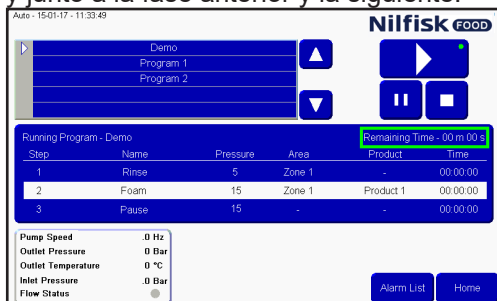 y junto a la fase anterior y la siguiente.
Auto - 15-01-17 - 11:33:49
Nilfisk FOOD
Demo
Program 1
Program 2
Running Program - Demo Remaining Time - 00 m 00 s
Step Name Pressure Area Product Time
1 Rinse 5 Zone 1 - 00:00:00
2 Foam 15 Zone 1 Product 1 00:00:00
3 Pause 15 - - 00:00:00
Pump Speed .0 Hz
Outlet Pressure 0 Bar
Outlet Temperature 0 °C
Inlet Pressure .0 Bar
Flow Status
Alarm List Home